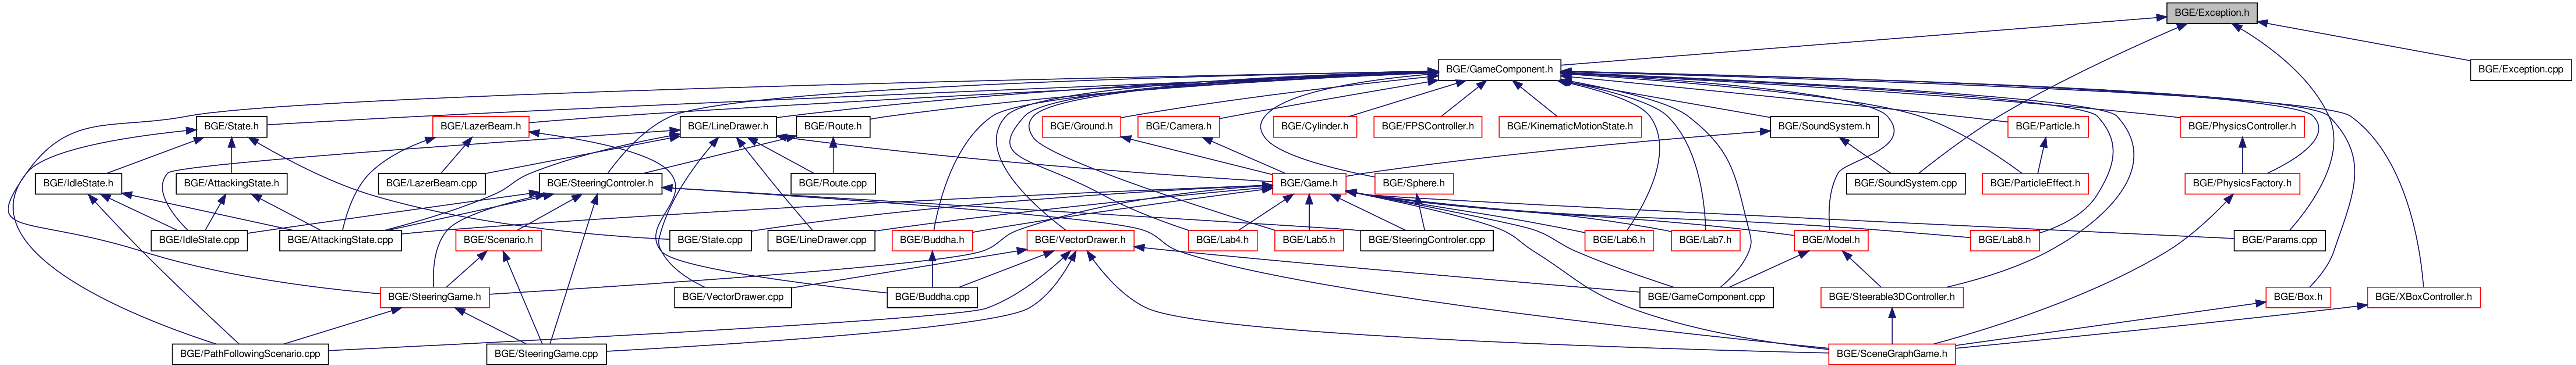 BGE/Exception.h
BGE/GameComponent.h
BGE/Exception.cpp
BGE/State.h
BGE/LazerBeam.h
BGE/LineDrawer.h
BGE/Route.h
BGE/Ground.h
BGE/Camera.h
BGE/Cylinder.h
BGE/FPSController.h
BGE/KinematicMotionState.h
BGE/SoundSystem.h
BGE/Particle.h
BGE/PhysicsController.h
BGE/IdleState.h
BGE/AttackingState.h
BGE/LazerBeam.cpp
BGE/SteeringControler.h
BGE/Route.cpp
BGE/Game.h
BGE/Sphere.h
BGE/SoundSystem.cpp
BGE/ParticleEffect.h
BGE/PhysicsFactory.h
BGE/IdleState.cpp
BGE/AttackingState.cpp
BGE/Scenario.h
BGE/State.cpp
BGE/LineDrawer.cpp
BGE/Buddha.h
BGE/VectorDrawer.h
BGE/Lab4.h
BGE/Lab5.h
BGE/SteeringControler.cpp
BGE/Lab6.h
BGE/Lab7.h
BGE/Model.h
BGE/Lab8.h
BGE/Params.cpp
BGE/SteeringGame.h
BGE/VectorDrawer.cpp
BGE/Buddha.cpp
BGE/GameComponent.cpp
BGE/Steerable3DController.h
BGE/Box.h
BGE/XBoxController.h
BGE/PathFollowingScenario.cpp
BGE/SteeringGame.cpp
BGE/SceneGraphGame.h